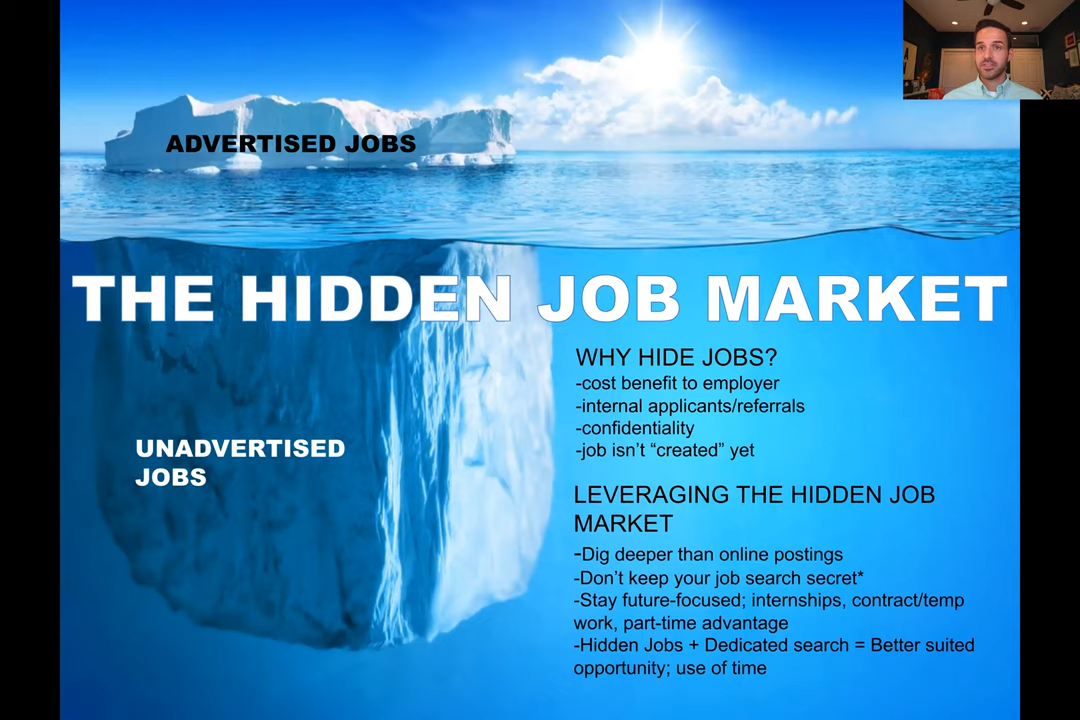 ADVERTISED JOBS
THE HIDDEN JOB MARKET
UNADVERTISED
JOBS
WHY HIDE JOBS?
-cost benefit to employer
-internal applicants/referrals
-confidentiality
-job isn’t “created” yet
LEVERAGING THE HIDDEN JOB
MARKET
-Dig deeper than online postings
-Don’t keep your job search secret*
-Stay future-focused; internships, contract/temp
work, part-time advantage
-Hidden Jobs + Dedicated search = Better suited
opportunity; use of time